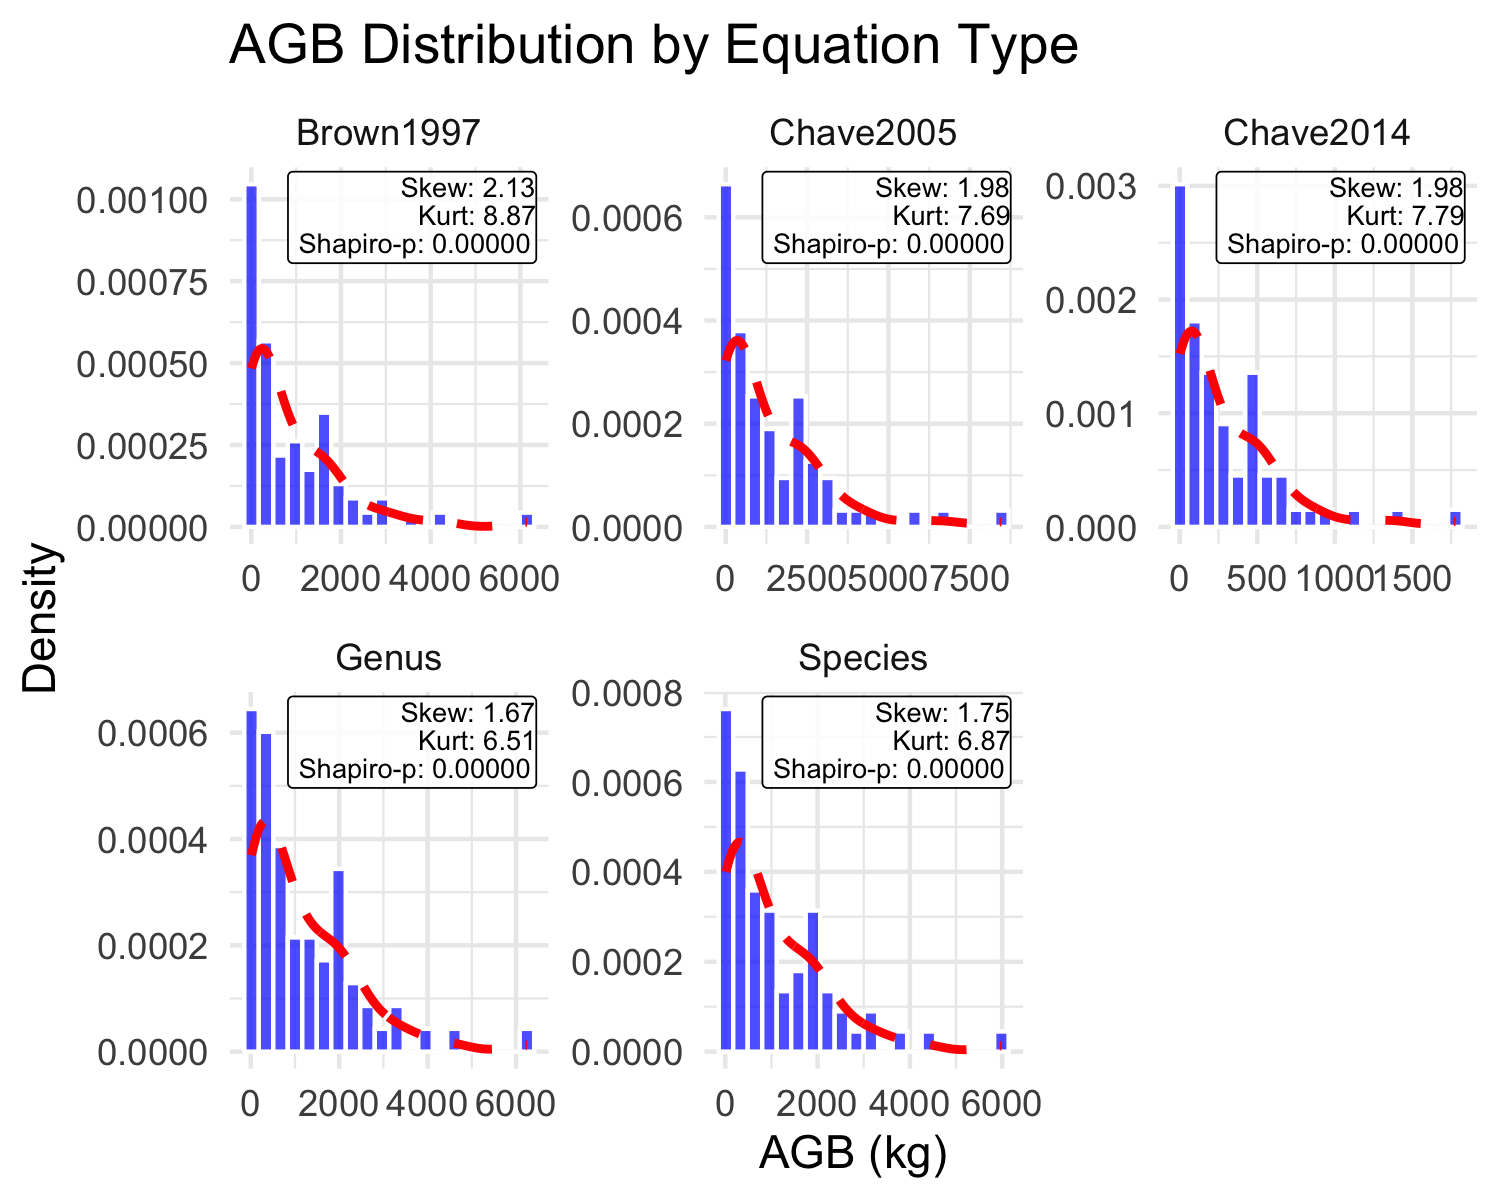 AGB Distribution by Equation Type
Brown1997
Skew: 2.13
Kurt: 8.87
Shapiro-p: 0.00000
0.00100
0.00075
0.00050
0.00025
0.00000
0 2000 4000 6000
Chave2005
Skew: 1.98
Kurt: 7.69
Shapiro-p: 0.00000
0.0006
0.0004
0.0002
0.0000
0 2500 5000 7500
Chave2014
Skew: 1.98
Kurt: 7.79
Shapiro-p: 0.00000
0.003
0.002
0.001
0.000
0 500 1000 1500
Genus
Skew: 1.67
Kurt: 6.51
Shapiro-p: 0.00000
0.0006
0.0004
0.0002
0.0000
0 2000 4000 6000
Species
Skew: 1.75
Kurt: 6.87
Shapiro-p: 0.00000
0.0008
0.0006
0.0004
0.0002
0.0000
0 2000 4000 6000
Density
AGB (kg)